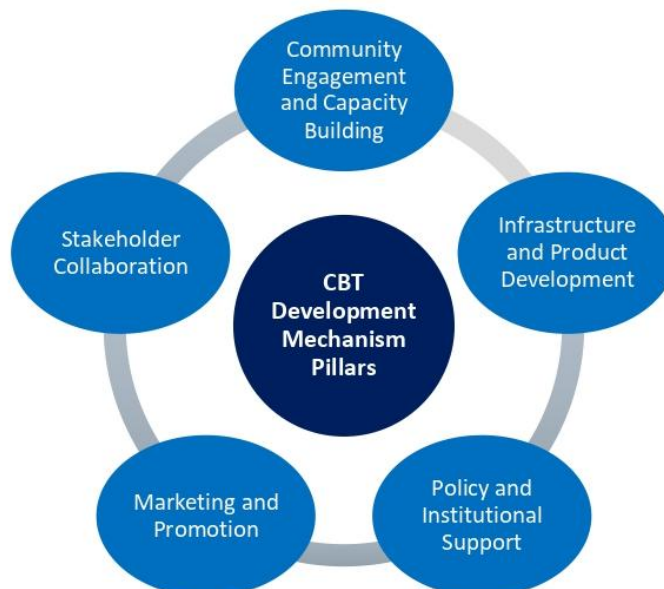 Community
Engagement
and Capacity
Building
Infrastructure
and Product
Development
Stakeholder
Collaboration
CBT
Development
Mechanism
Pillars
Marketing and
Promotion
Policy and
Institutional
Support